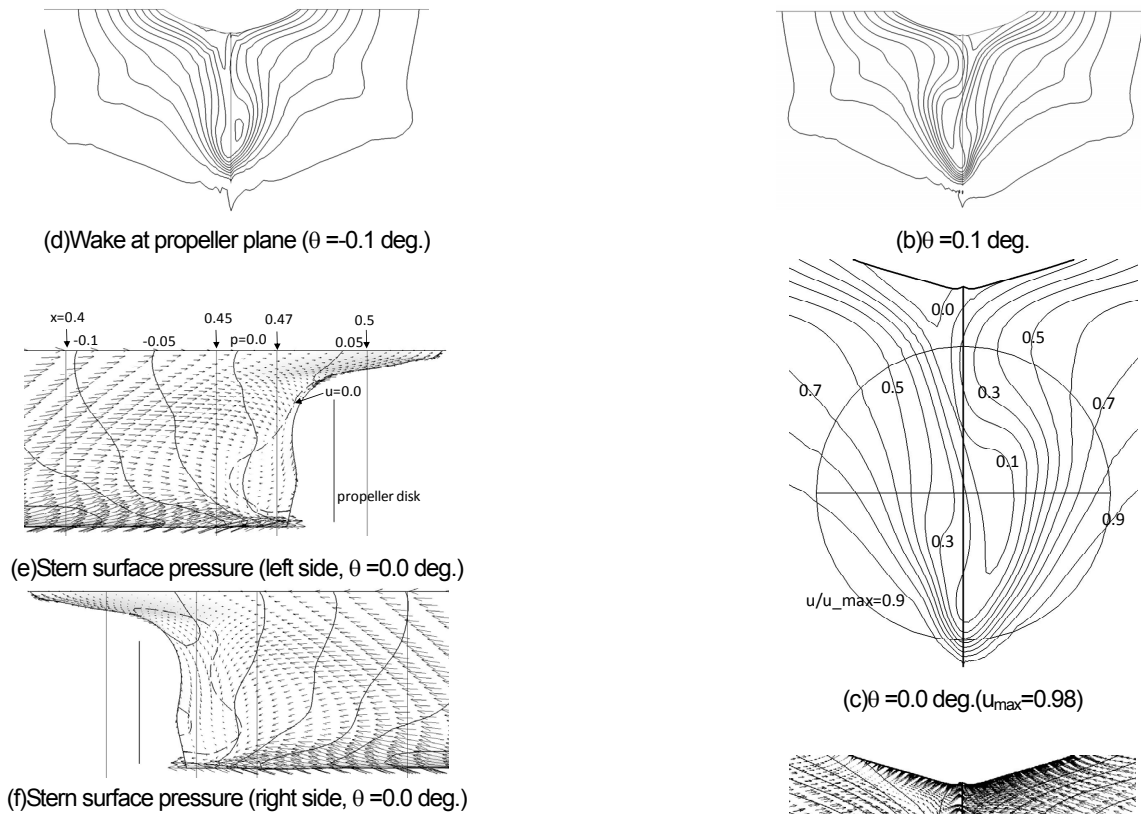 (d)Wake at propeller plane (θ =-0.1 deg.)
x=0.4 0.45 0.47 0.5
-0.1 -0.05 p=0.0 0.05
u=0.0
propeller disk
(e)Stern surface pressure (left side, θ =0.0 deg.)
(f)Stern surface pressure (right side, θ =0.0 deg.)
(b)θ =0.1 deg.
0.0
0.5
0.7 0.5 0.3 0.7
0.1
0.3 0.9
u/u_max=0.9
(c)θ =0.0 deg.(umax=0.98)